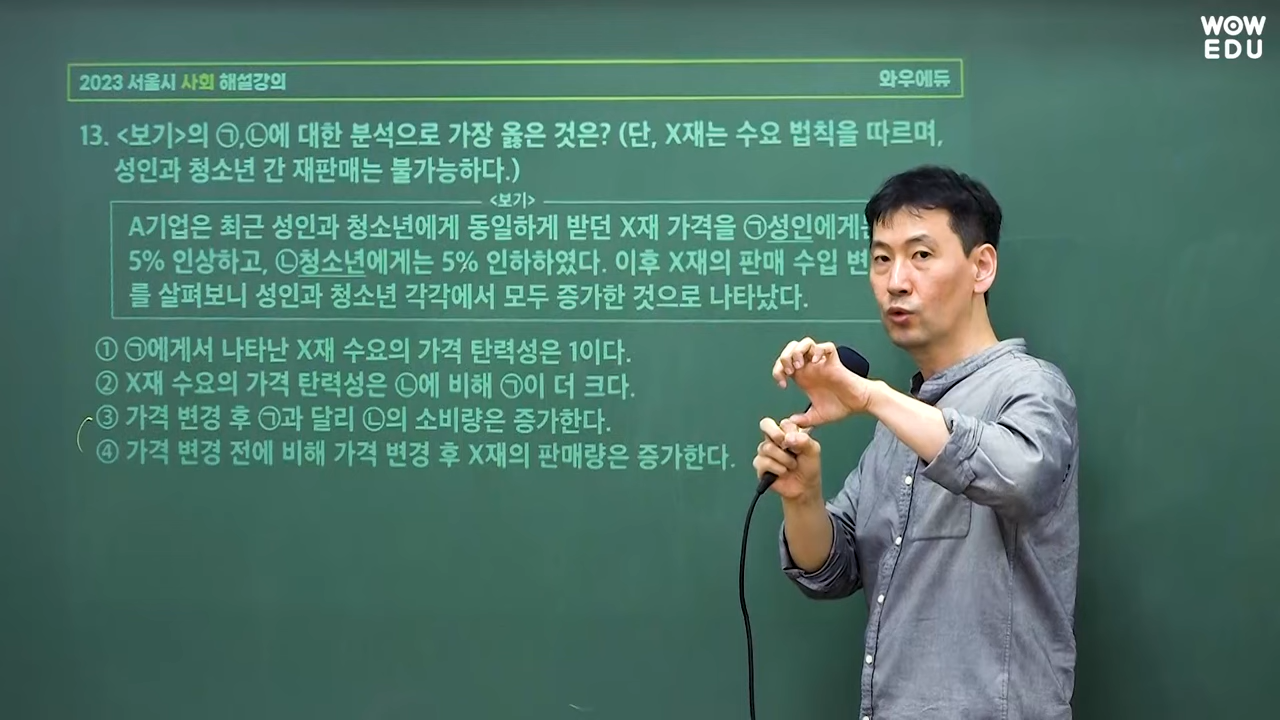 WOW
EDU
2023 서울시 사회 해설강의 와우에듀
13. <보기>의 ㉠,㉡에 대한 분석으로 가장 옳은 것은? (단, X재는 수요 법칙을 따르며,
성인과 청소년 간 재판매는 불가능하다.)
<보기>
A기업은 최근 성인과 청소년에게 동일하게 받던 X재 가격을 ㉠성인에게
5% 인상하고, ㉡청소년에게는 5% 인하하였다. 이후 X재의 판매 수입
를 살펴보니 성인과 청소년 각각에서 모두 증가한 것으로 나타났다.
① ㉠에게서 나타난 X재 수요의 가격 탄력성은 1이다.
② X재 수요의 가격 탄력성은 ㉡에 비해 ㉠이 더 크다.
③ 가격 변경 후 ㉠과 달리 ㉡의 소비량은 증가한다.
④ 가격 변경 전에 비해 가격 변경 후 X재의 판매량은 증가한다.